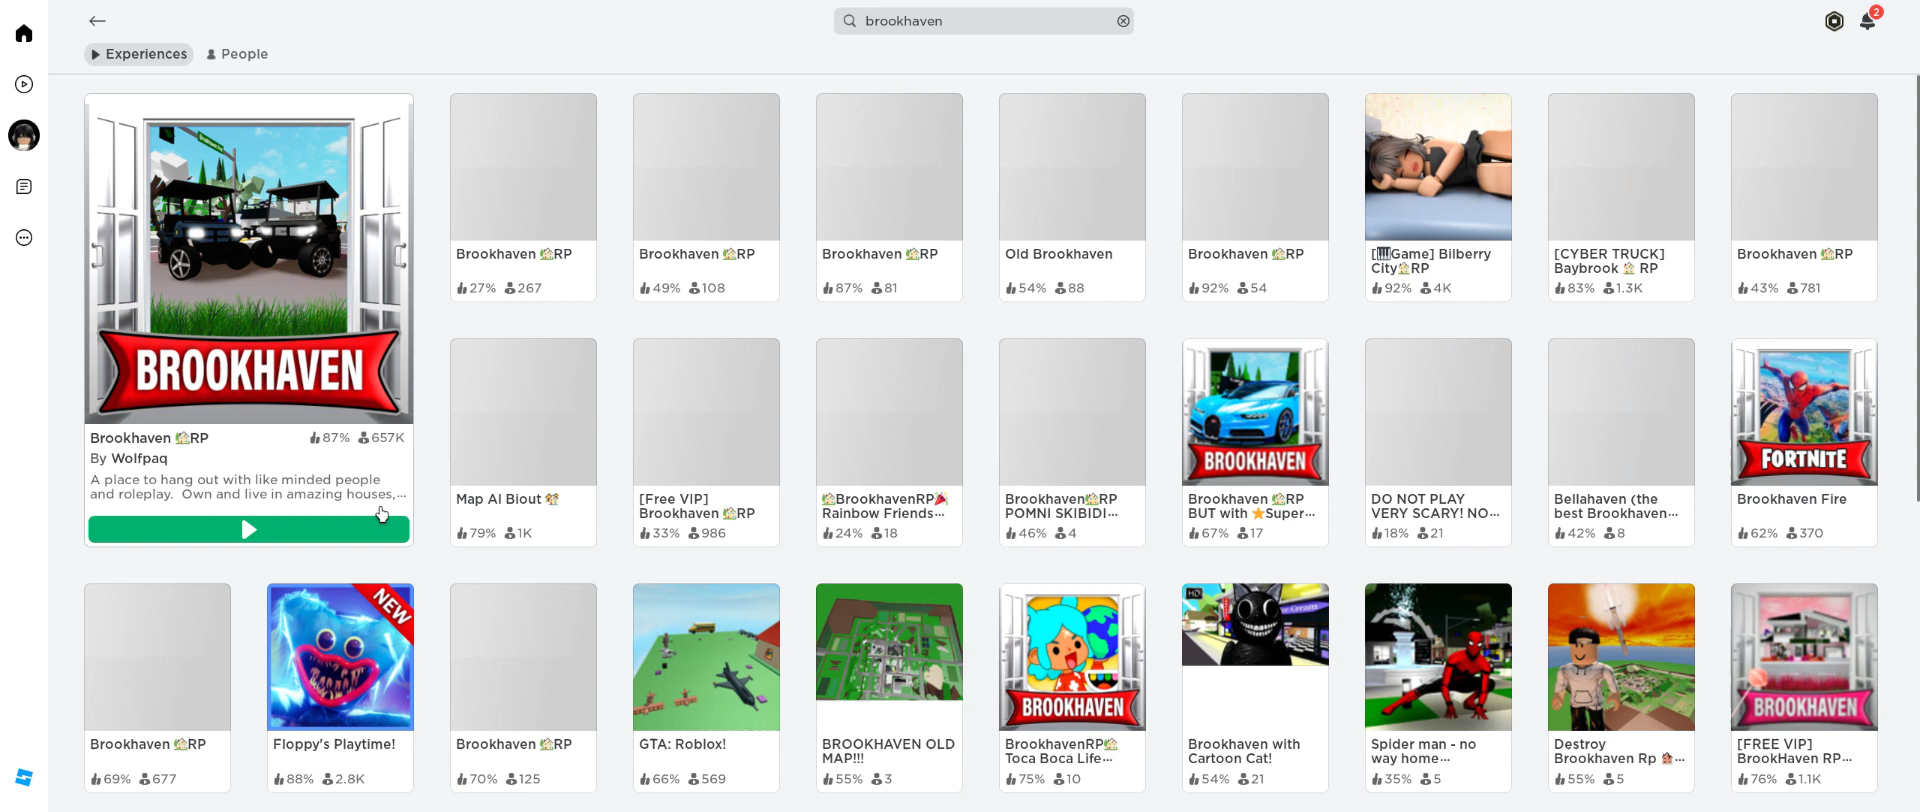 brookhaven
2
Experiences People
BROOKHAVEN
Brookhaven 🏡RP 87% 657K
By Wolfpaq
A place to hang out with like minded people
and roleplay. Own and live in amazing houses,...
Brookhaven 🏡RP
27% 267
Brookhaven 🏡RP
49% 108
Brookhaven 🏡RP
87% 81
Old Brookhaven
54% 88
Brookhaven 🏡RP
92% 54
[🎹Game] Bilberry
City🏠RP
92% 4K
[CYBER TRUCK]
Baybrook 🏠 RP
83% 1.3K
Brookhaven 🏡RP
43% 781
Map Al Biout 🏘
79% 1K
[Free VIP]
Brookhaven 🏡RP
33% 986
🏡BrookhavenRP🎉
Rainbow Friends...
24% 18
Brookhaven🏡RP
POMNI SKIBIDI...
46% 4
BROOKHAVEN
Brookhaven 🏡RP
BUT with ⭐Super...
67% 17
DO NOT PLAY
VERY SCARY! NO...
18% 21
Bellahaven (the
best Brookhaven...
42% 8
FORTNITE
Brookhaven Fire
62% 370
Brookhaven 🏡RP
69% 677
NEW
Floppy's Playtime!
88% 2.8K
Brookhaven 🏡RP
70% 125
GTA: Roblox!
66% 569
BROOKHAVEN OLD
MAP!!!
55% 3
BROOKHAVEN
BrookhavenRP🏡
Toca Boca Life...
75% 10
HD
Brookhaven with
Cartoon Cat!
54% 21
Spider man - no
way home...
35% 5
Destroy
Brookhaven Rp 🏠...
55% 5
BROOKHAVEN
[FREE VIP]
BrookHaven RP...
76% 1.1K